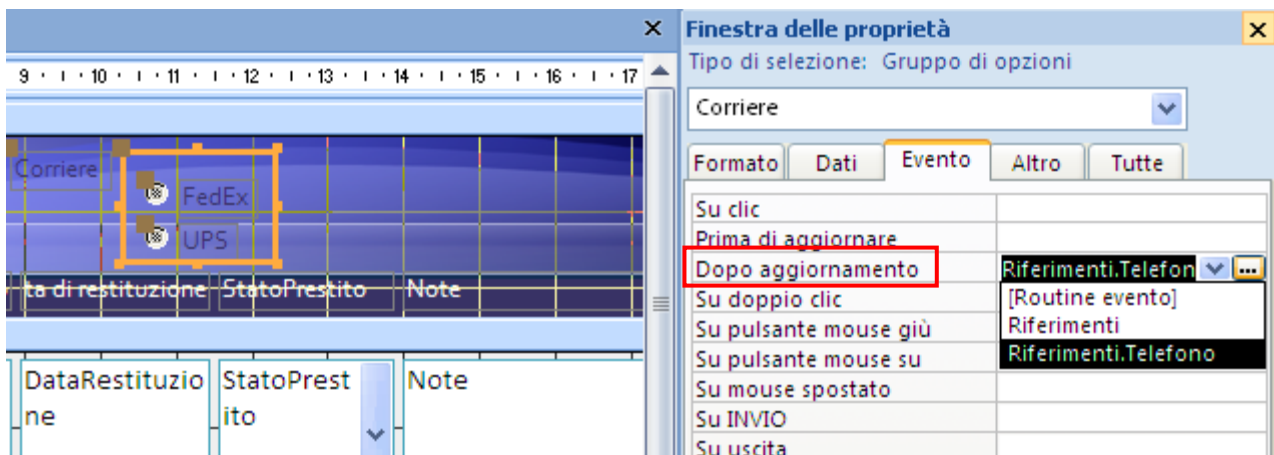 Finestra delle proprietà
Tipo di selezione: Gruppo di opzioni
Corriere
Formato Dati Evento Altro Tutte
Su clic
Prima di aggiornare
Dopo aggiornamento Riferimenti.Telefon ...
[Routine evento]
Su doppio clic
Riferimenti
Su pulsante mouse giù
Riferimenti.Telefono
Su pulsante mouse su
Su mouse spostato
Su INVIO
Su uscita
9 10 11 12 13 14 15 16 17
Corriere
FedEx
UPS
ta di restituzione StatoPrestito Note
DataRestituzio StatoPrest Note
ne ito